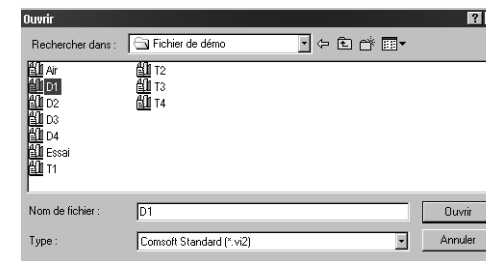 Ouvrir ?
Rechercher dans : Fichier de démo
Air T2
D1 T3
D2 T4
D3
D4
Essai
T1
Nom de fichier : D1 Ouvrir
Type : Comsoft Standard (*.vi2) Annuler